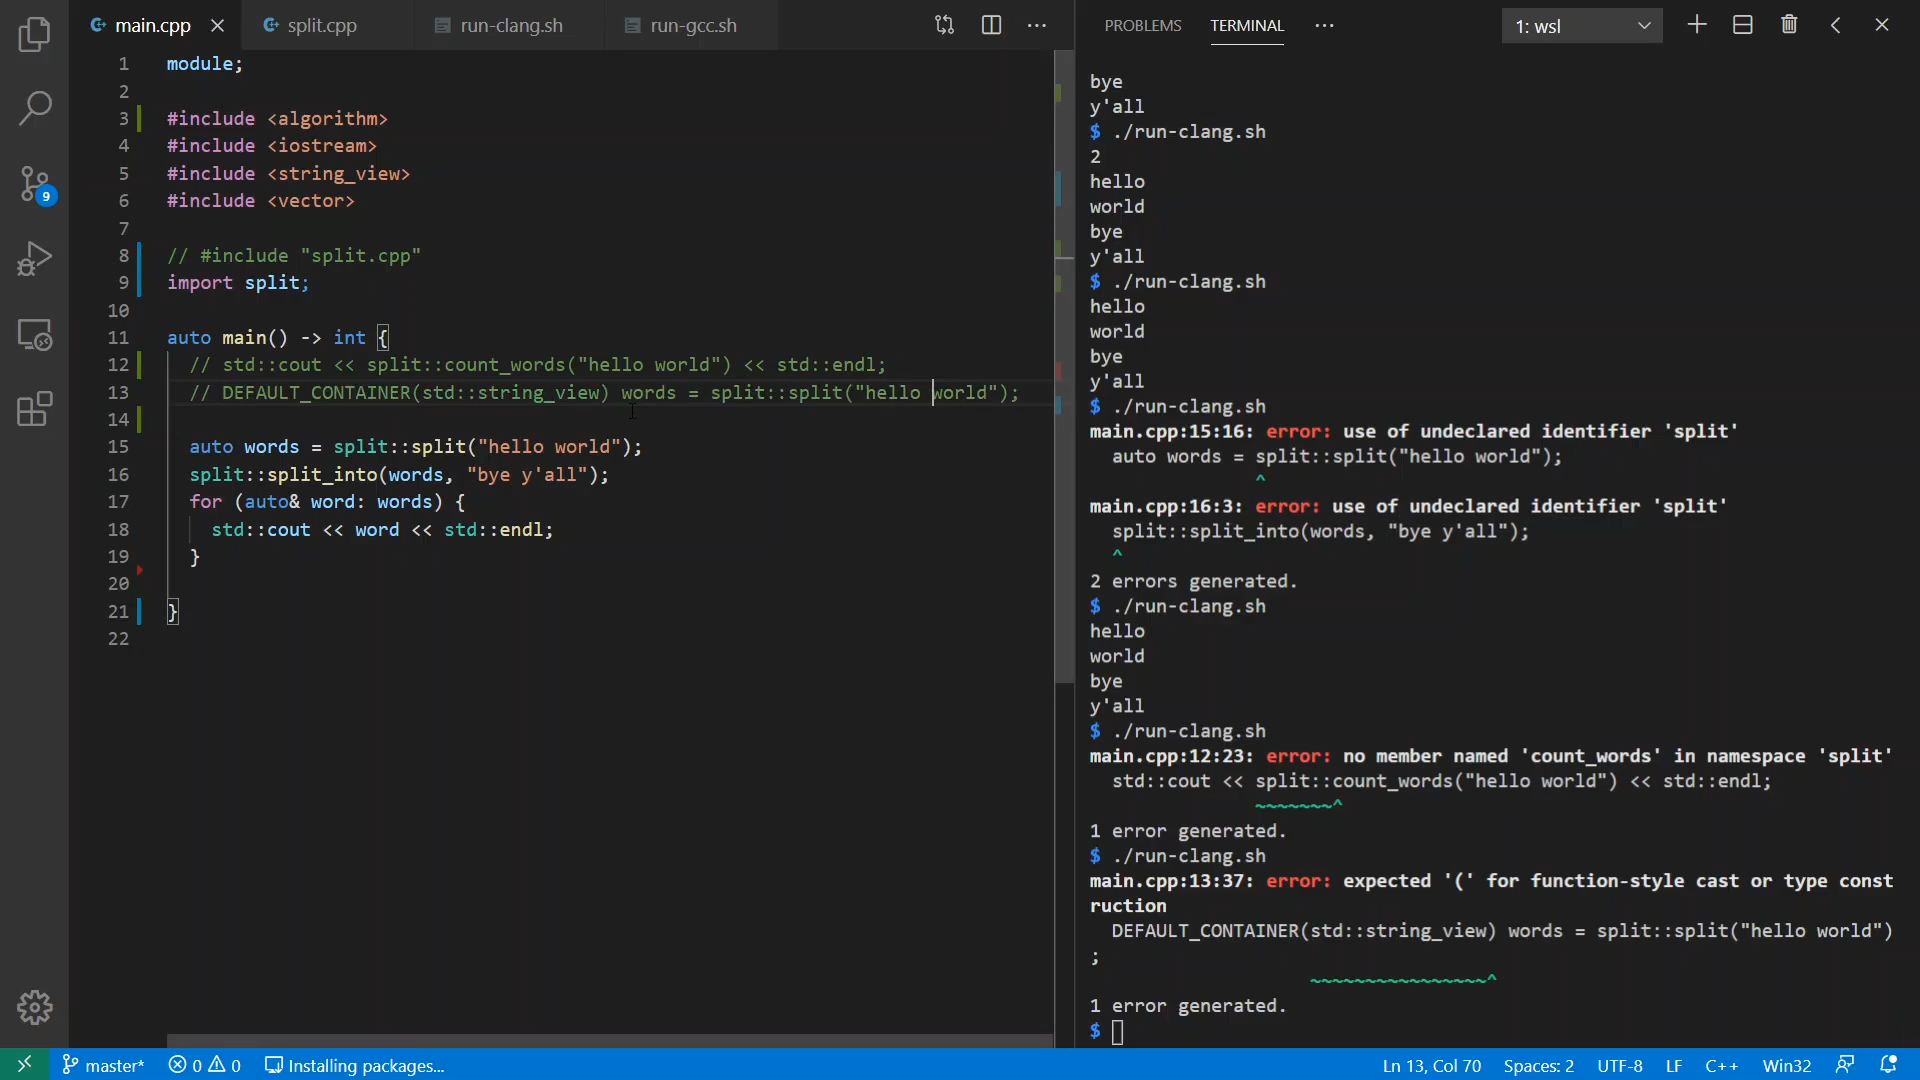 main.cpp split.cpp run-clang.sh run-gcc.sh
PROBLEMS TERMINAL 1: wsl
9
1 module;
2
3 #include <algorithm>
4 #include <iostream>
5 #include <string_view>
6 #include <vector>
7
8 // #include "split.cpp"
9 import split;
10
11 auto main() -> int {
12 // std::cout << split::count_words("hello world") << std::endl;
13 // DEFAULT_CONTAINER(std::string_view) words = split::split("hello world");
14
15 auto words = split::split("hello world");
16 split::split_into(words, "bye y'all");
17 for (auto& word: words) {
18 std::cout << word << std::endl;
19 }
20
21 }
22
bye
y'all
$ ./run-clang.sh
2
hello
world
bye
y'all
$ ./run-clang.sh
hello
world
bye
y'all
$ ./run-clang.sh
main.cpp:15:16: error: use of undeclared identifier 'split'
auto words = split::split("hello world");
^
main.cpp:16:3: error: use of undeclared identifier 'split'
split::split_into(words, "bye y'all");
^
2 errors generated.
$ ./run-clang.sh
hello
world
bye
y'all
$ ./run-clang.sh
main.cpp:12:23: error: no member named 'count_words' in namespace 'split'
std::cout << split::count_words("hello world") << std::endl;
~~~~~~~^
1 error generated.
$ ./run-clang.sh
main.cpp:13:37: error: expected '(' for function-style cast or type const
ruction
DEFAULT_CONTAINER(std::string_view) words = split::split("hello world")
;
~~~~~~~~~~~~~~~~^
1 error generated.
$
master* 0 0 Installing packages... Ln 13, Col 70 Spaces: 2 UTF-8 LF C++ Win32